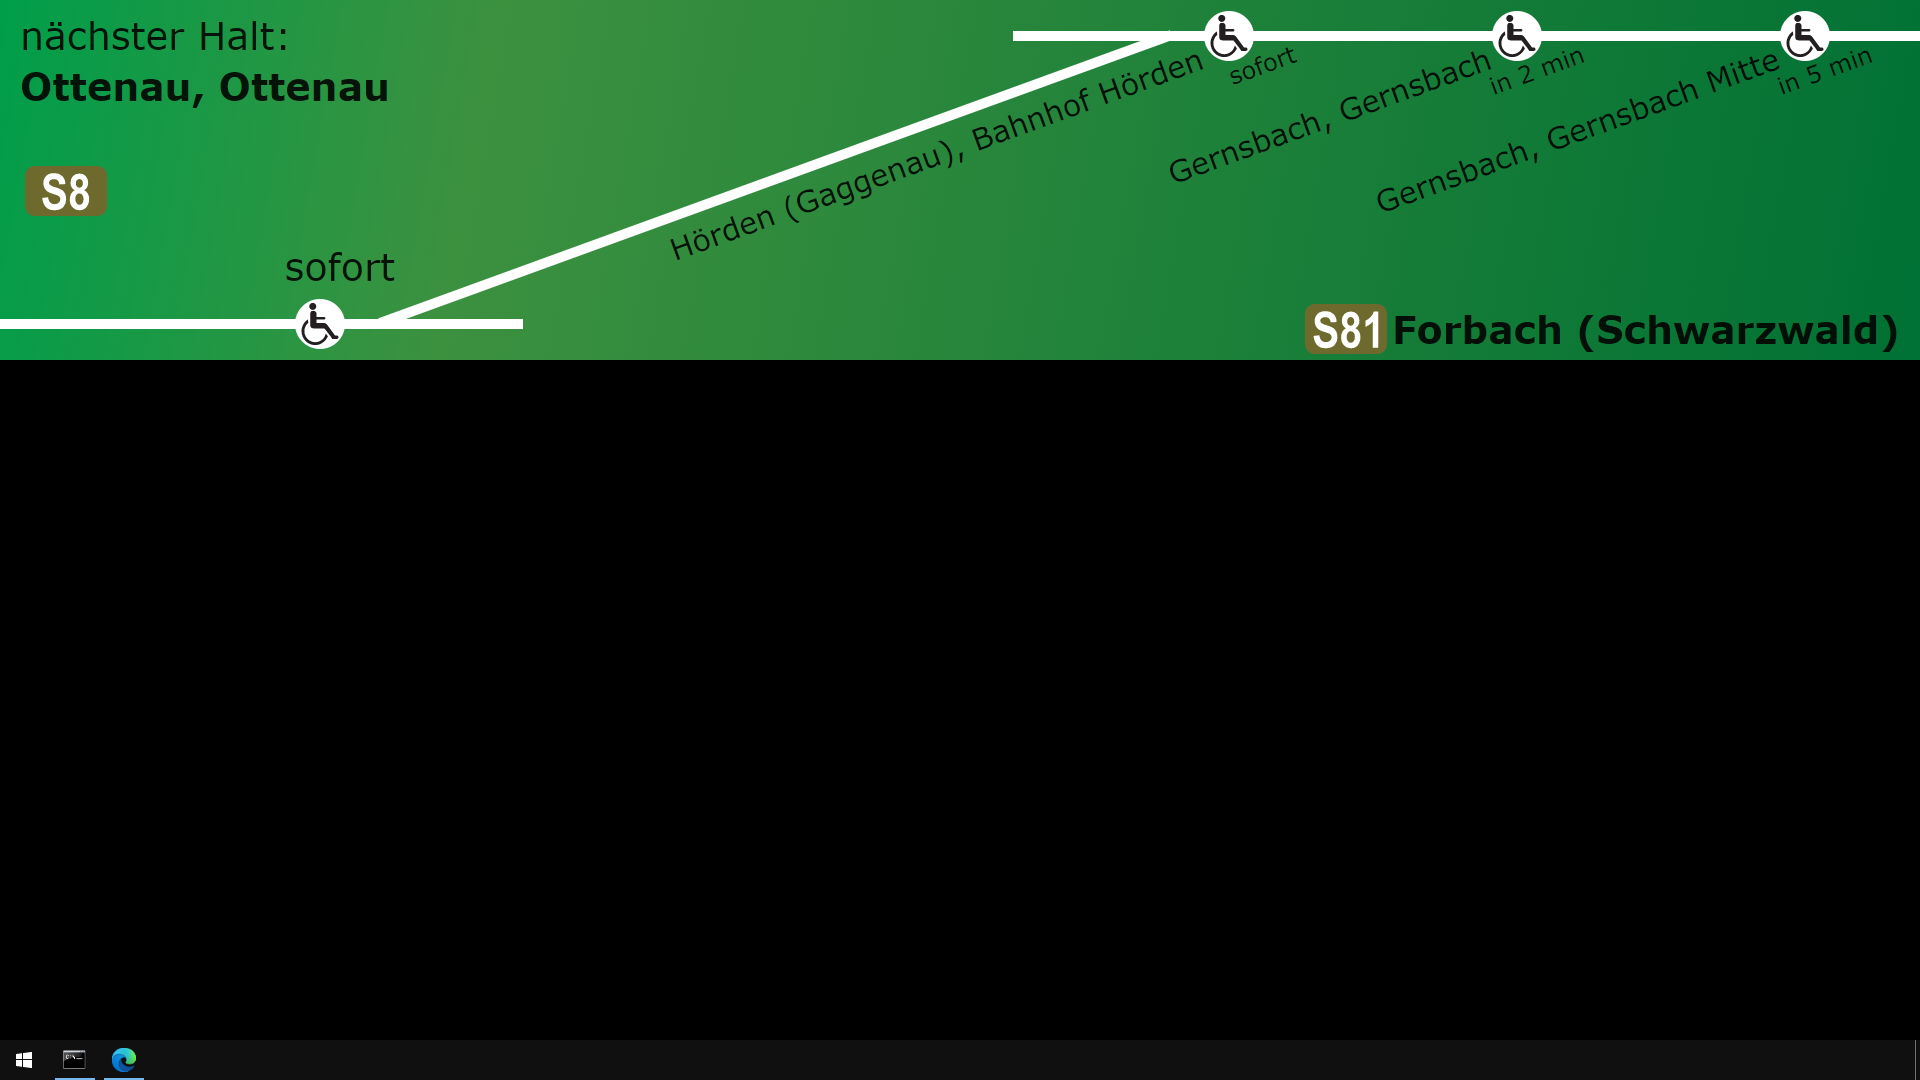 nächster Halt:
Ottenau, Ottenau
S8
sofort
Hörden (Gaggenau), Bahnhof Hörden
sofort
Gernsbach, Gernsbach
in 2 min
Gernsbach, Gernsbach Mitte
in 5 min
S81 Forbach (Schwarzwald)